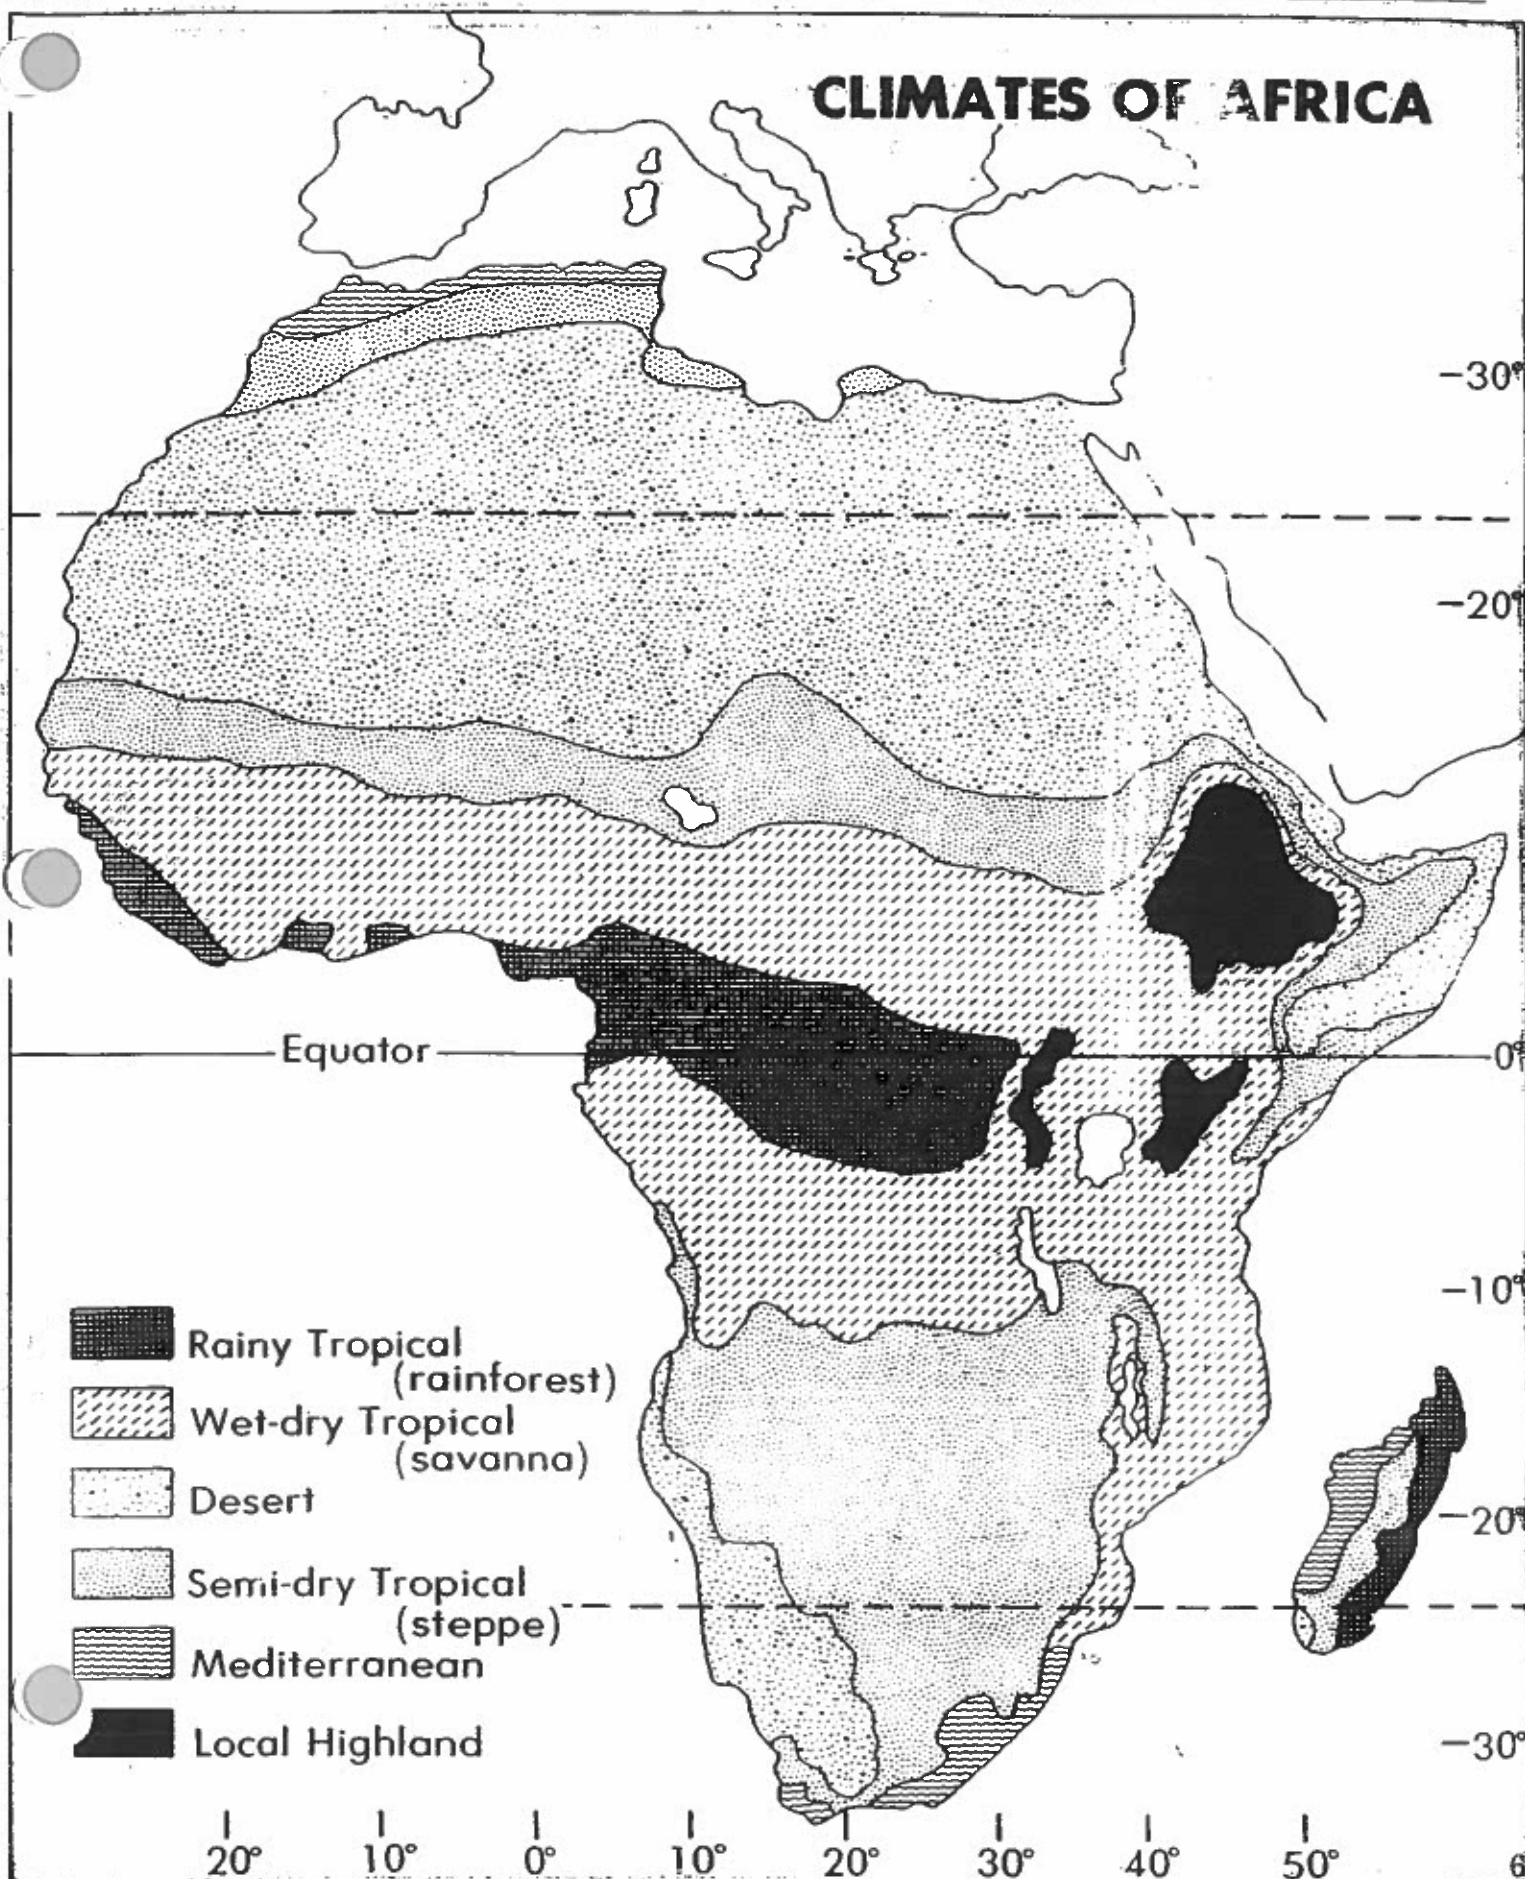 CLIMATES OF AFRICA
–30°
–20°
Equator
0°
–10°
Rainy Tropical
(rainforest)
Wet-dry Tropical
(savanna)
Desert
–20°
Semi-dry Tropical
(steppe)
Mediterranean
Local Highland
–30°
20° 10° 0° 10° 20° 30° 40° 50° 6